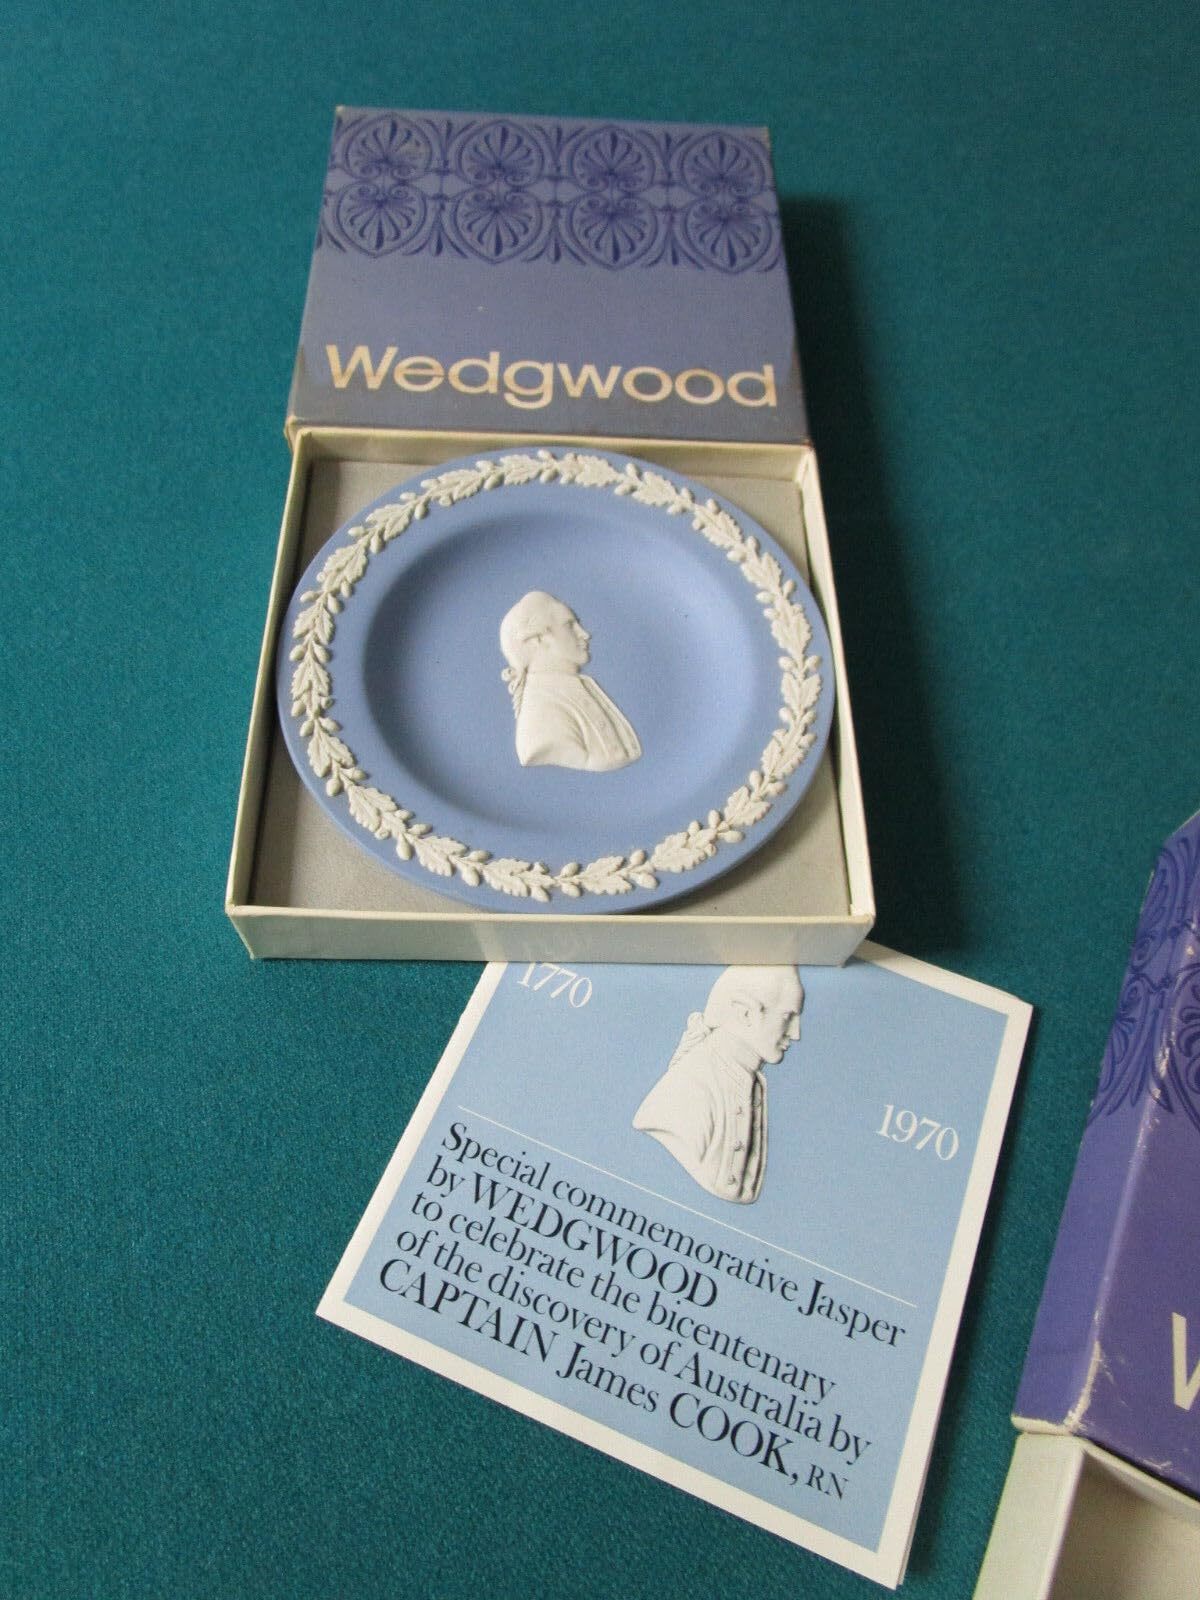 Wedgwood
1770
1970
Special commemorative Jasper
by WEDGWOOD
to celebrate the bicentenary
of the discovery of Australia by
CAPTAIN James COOK, RN
W